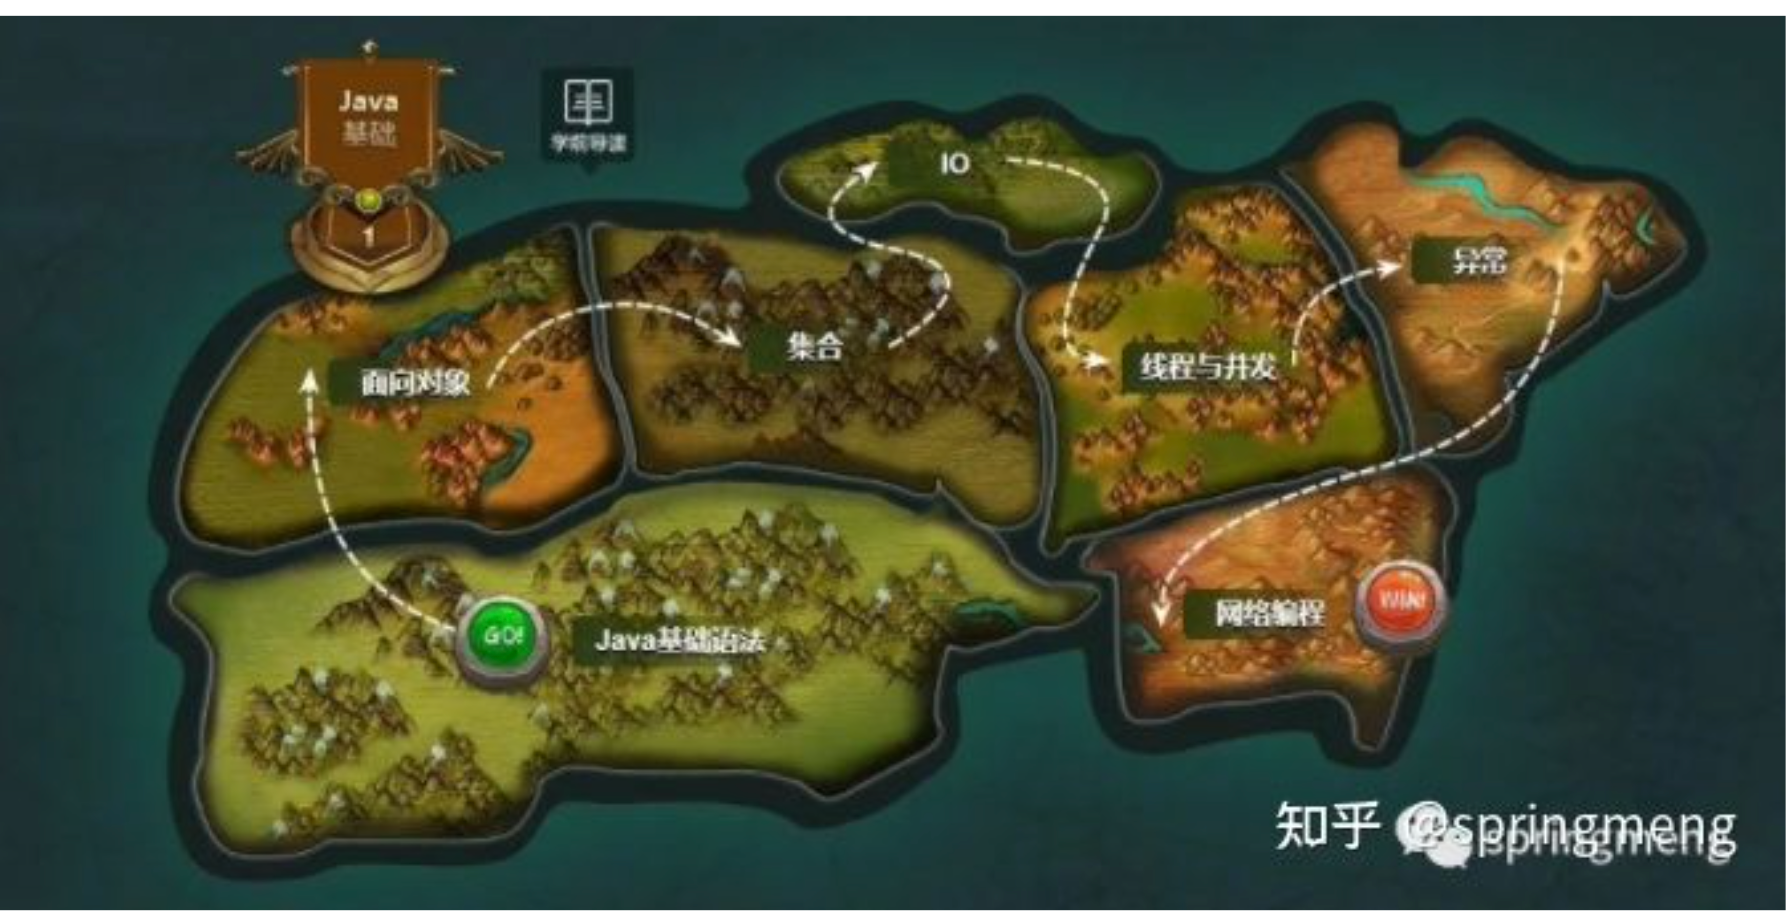 Java
基础
1
学前导读
IO
异常
集合
线程与并发
面向对象
网络编程
WIN!
GO!
Java基础语法
知乎 @springmeng
springmeng